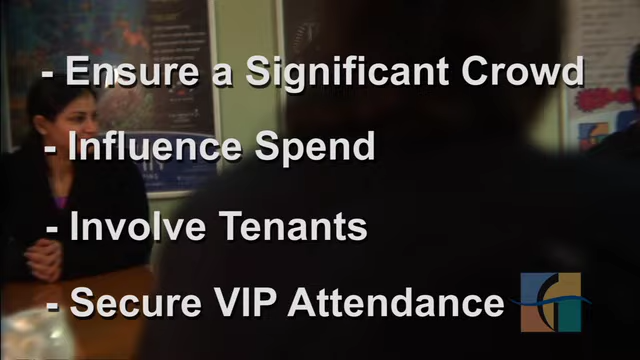 - Ensure a Significant Crowd
- Influence Spend
- Involve Tenants
- Secure VIP Attendance